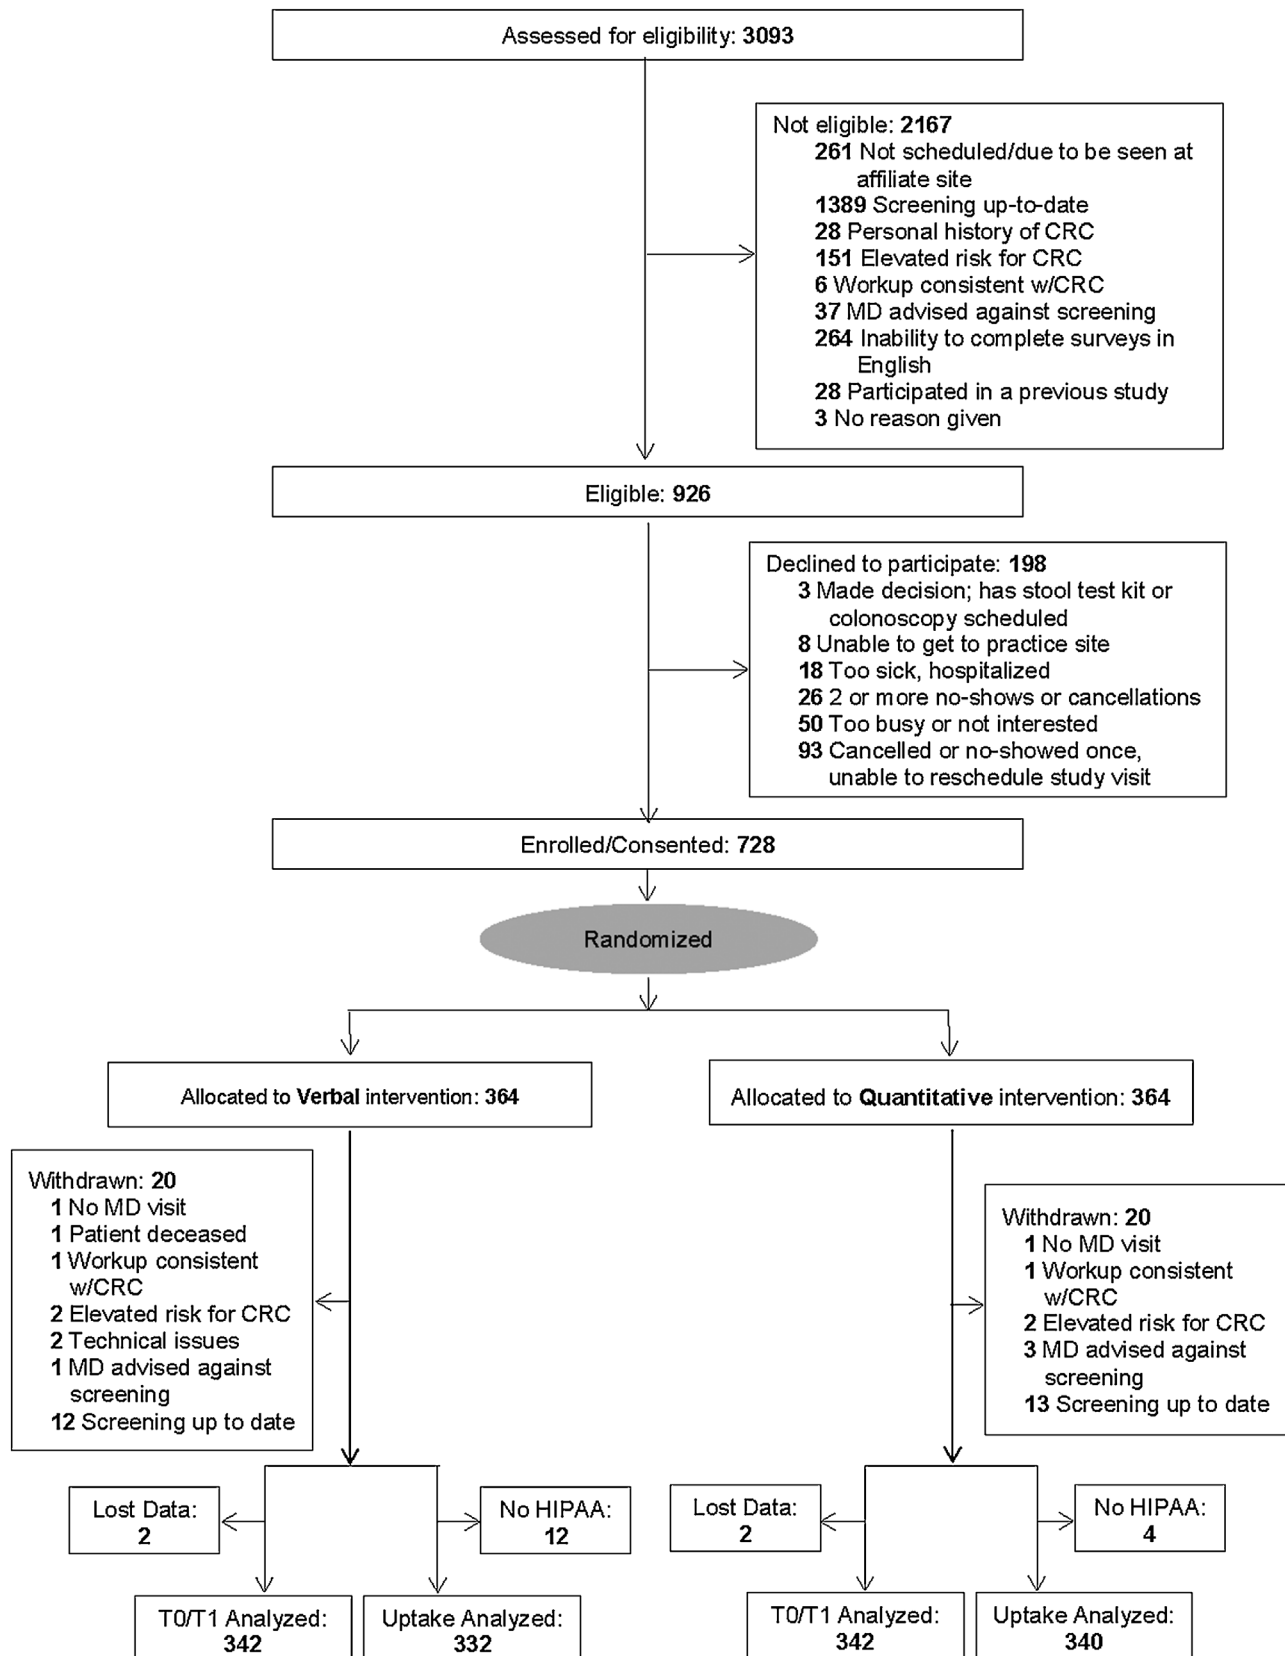 Assessed for eligibility: 3093
Not eligible: 2167
261 Not scheduled/due to be seen at
affiliate site
1389 Screening up-to-date
28 Personal history of CRC
151 Elevated risk for CRC
6 Workup consistent w/CRC
37 MD advised against screening
264 Inability to complete surveys in
English
28 Participated in a previous study
3 No reason given
Eligible: 926
Declined to participate: 198
3 Made decision; has stool test kit or
colonoscopy scheduled
8 Unable to get to practice site
18 Too sick, hospitalized
26 2 or more no-shows or cancellations
50 Too busy or not interested
93 Cancelled or no-showed once,
unable to reschedule study visit
Enrolled/Consented: 728
Randomized
Allocated to Verbal intervention: 364
Allocated to Quantitative intervention: 364
Withdrawn: 20
1 No MD visit
1 Patient deceased
1 Workup consistent
w/CRC
2 Elevated risk for CRC
2 Technical issues
1 MD advised against
screening
12 Screening up to date
Withdrawn: 20
1 No MD visit
1 Workup consistent
w/CRC
2 Elevated risk for CRC
3 MD advised against
screening
13 Screening up to date
Lost Data:
2
No HIPAA:
12
Lost Data:
2
No HIPAA:
4
T0/T1 Analyzed:
342
Uptake Analyzed:
332
T0/T1 Analyzed:
342
Uptake Analyzed:
340